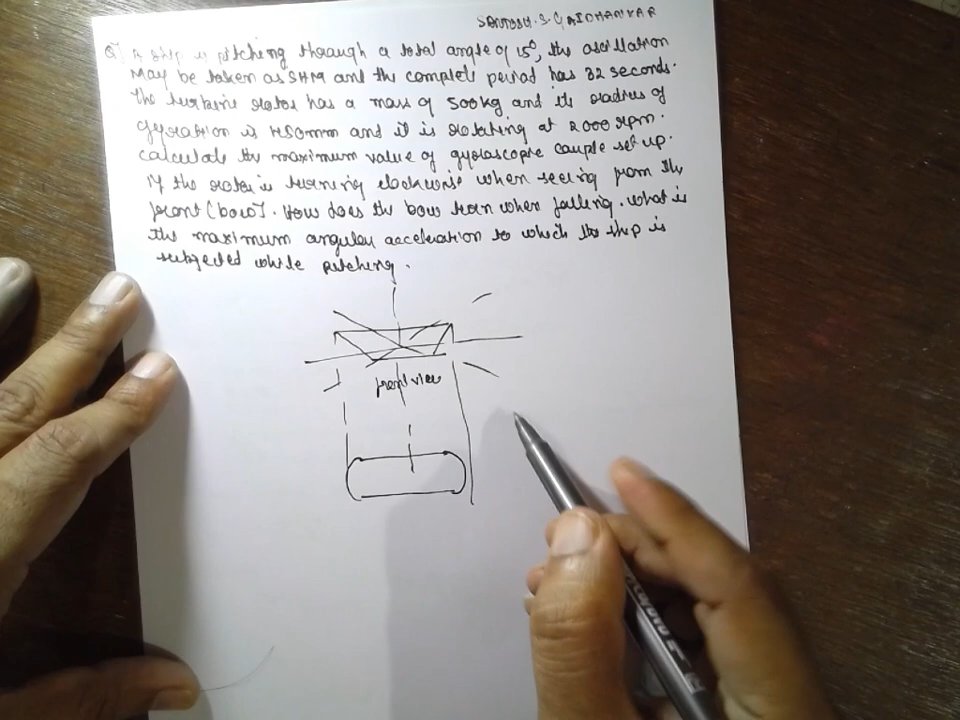 SANTOSH.S.GAIDHANKAR
Q] A ship is pitching through a total angle of 15°, the oscillation
May be taken as SHM and the complete period has 32 seconds.
The turbine rotor has a mass of 500kg and its radius of
gyration is 450mm and it is rotating at 2000 rpm.
calculate the maximum value of gyroscopic couple set up.
If the rotor is turning clockwise when seeing from the
front (bow). How does the bow turn when falling. what is
the maximum angular acceleration to which the ship is
subjected while pitching.
front view